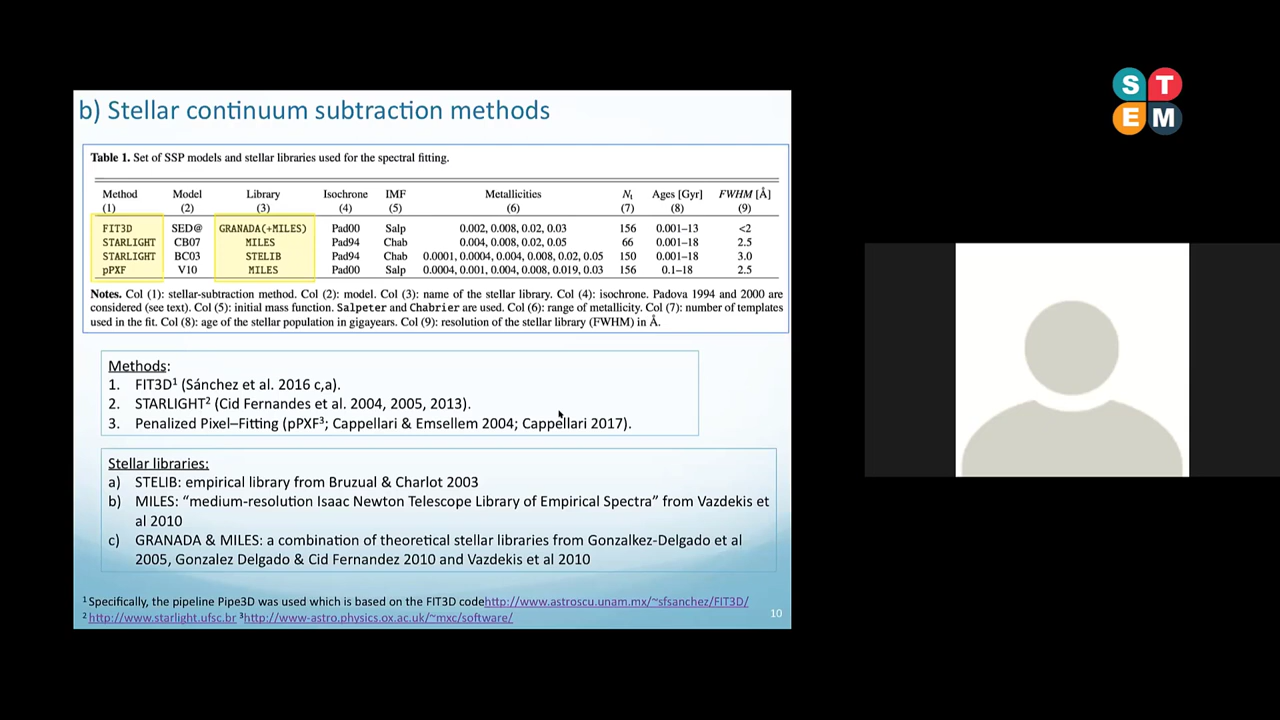 b) Stellar continuum subtraction methods
Table 1. Set of SSP models and stellar libraries used for the spectral fitting.
Method Model Library Isochrone IMF Metallicities Nt Ages [Gyr] FWHM [Å]
(1) (2) (3) (4) (5) (6) (7) (8) (9)
FIT3D SED@ GRANADA(+MILES) Pad00 Salp 0.002, 0.008, 0.02, 0.03 156 0.001–13 <2
STARLIGHT CB07 MILES Pad94 Chab 0.004, 0.008, 0.02, 0.05 66 0.001–18 2.5
STARLIGHT BC03 STELIB Pad94 Chab 0.0001, 0.0004, 0.004, 0.008, 0.02, 0.05 150 0.001–18 3.0
pPXF V10 MILES Pad00 Salp 0.0004, 0.001, 0.004, 0.008, 0.019, 0.03 156 0.1–18 2.5
Notes. Col (1): stellar-subtraction method. Col (2): model. Col (3): name of the stellar library. Col (4): isochrone. Padova 1994 and 2000 are
considered (see text). Col (5): initial mass function. Salpeter and Chabrier are used. Col (6): range of metallicity. Col (7): number of templates
used in the fit. Col (8): age of the stellar population in gigayears. Col (9): resolution of the stellar library (FWHM) in Å.
Methods:
1. FIT3D¹ (Sánchez et al. 2016 c,a).
2. STARLIGHT² (Cid Fernandes et al. 2004, 2005, 2013).
3. Penalized Pixel–Fitting (pPXF³; Cappellari & Emsellem 2004; Cappellari 2017).
Stellar libraries:
a) STELIB: empirical library from Bruzual & Charlot 2003
b) MILES: “medium-resolution Isaac Newton Telescope Library of Empirical Spectra” from Vazdekis et
al 2010
c) GRANADA & MILES: a combination of theoretical stellar libraries from Gonzalkez-Delgado et al
2005, Gonzalez Delgado & Cid Fernandez 2010 and Vazdekis et al 2010
¹ Specifically, the pipeline Pipe3D was used which is based on the FIT3D codehttp://www.astroscu.unam.mx/~sfsanchez/FIT3D/
² http://www.starlight.ufsc.br ³http://www-astro.physics.ox.ac.uk/~mxc/software/
10
S T
E M